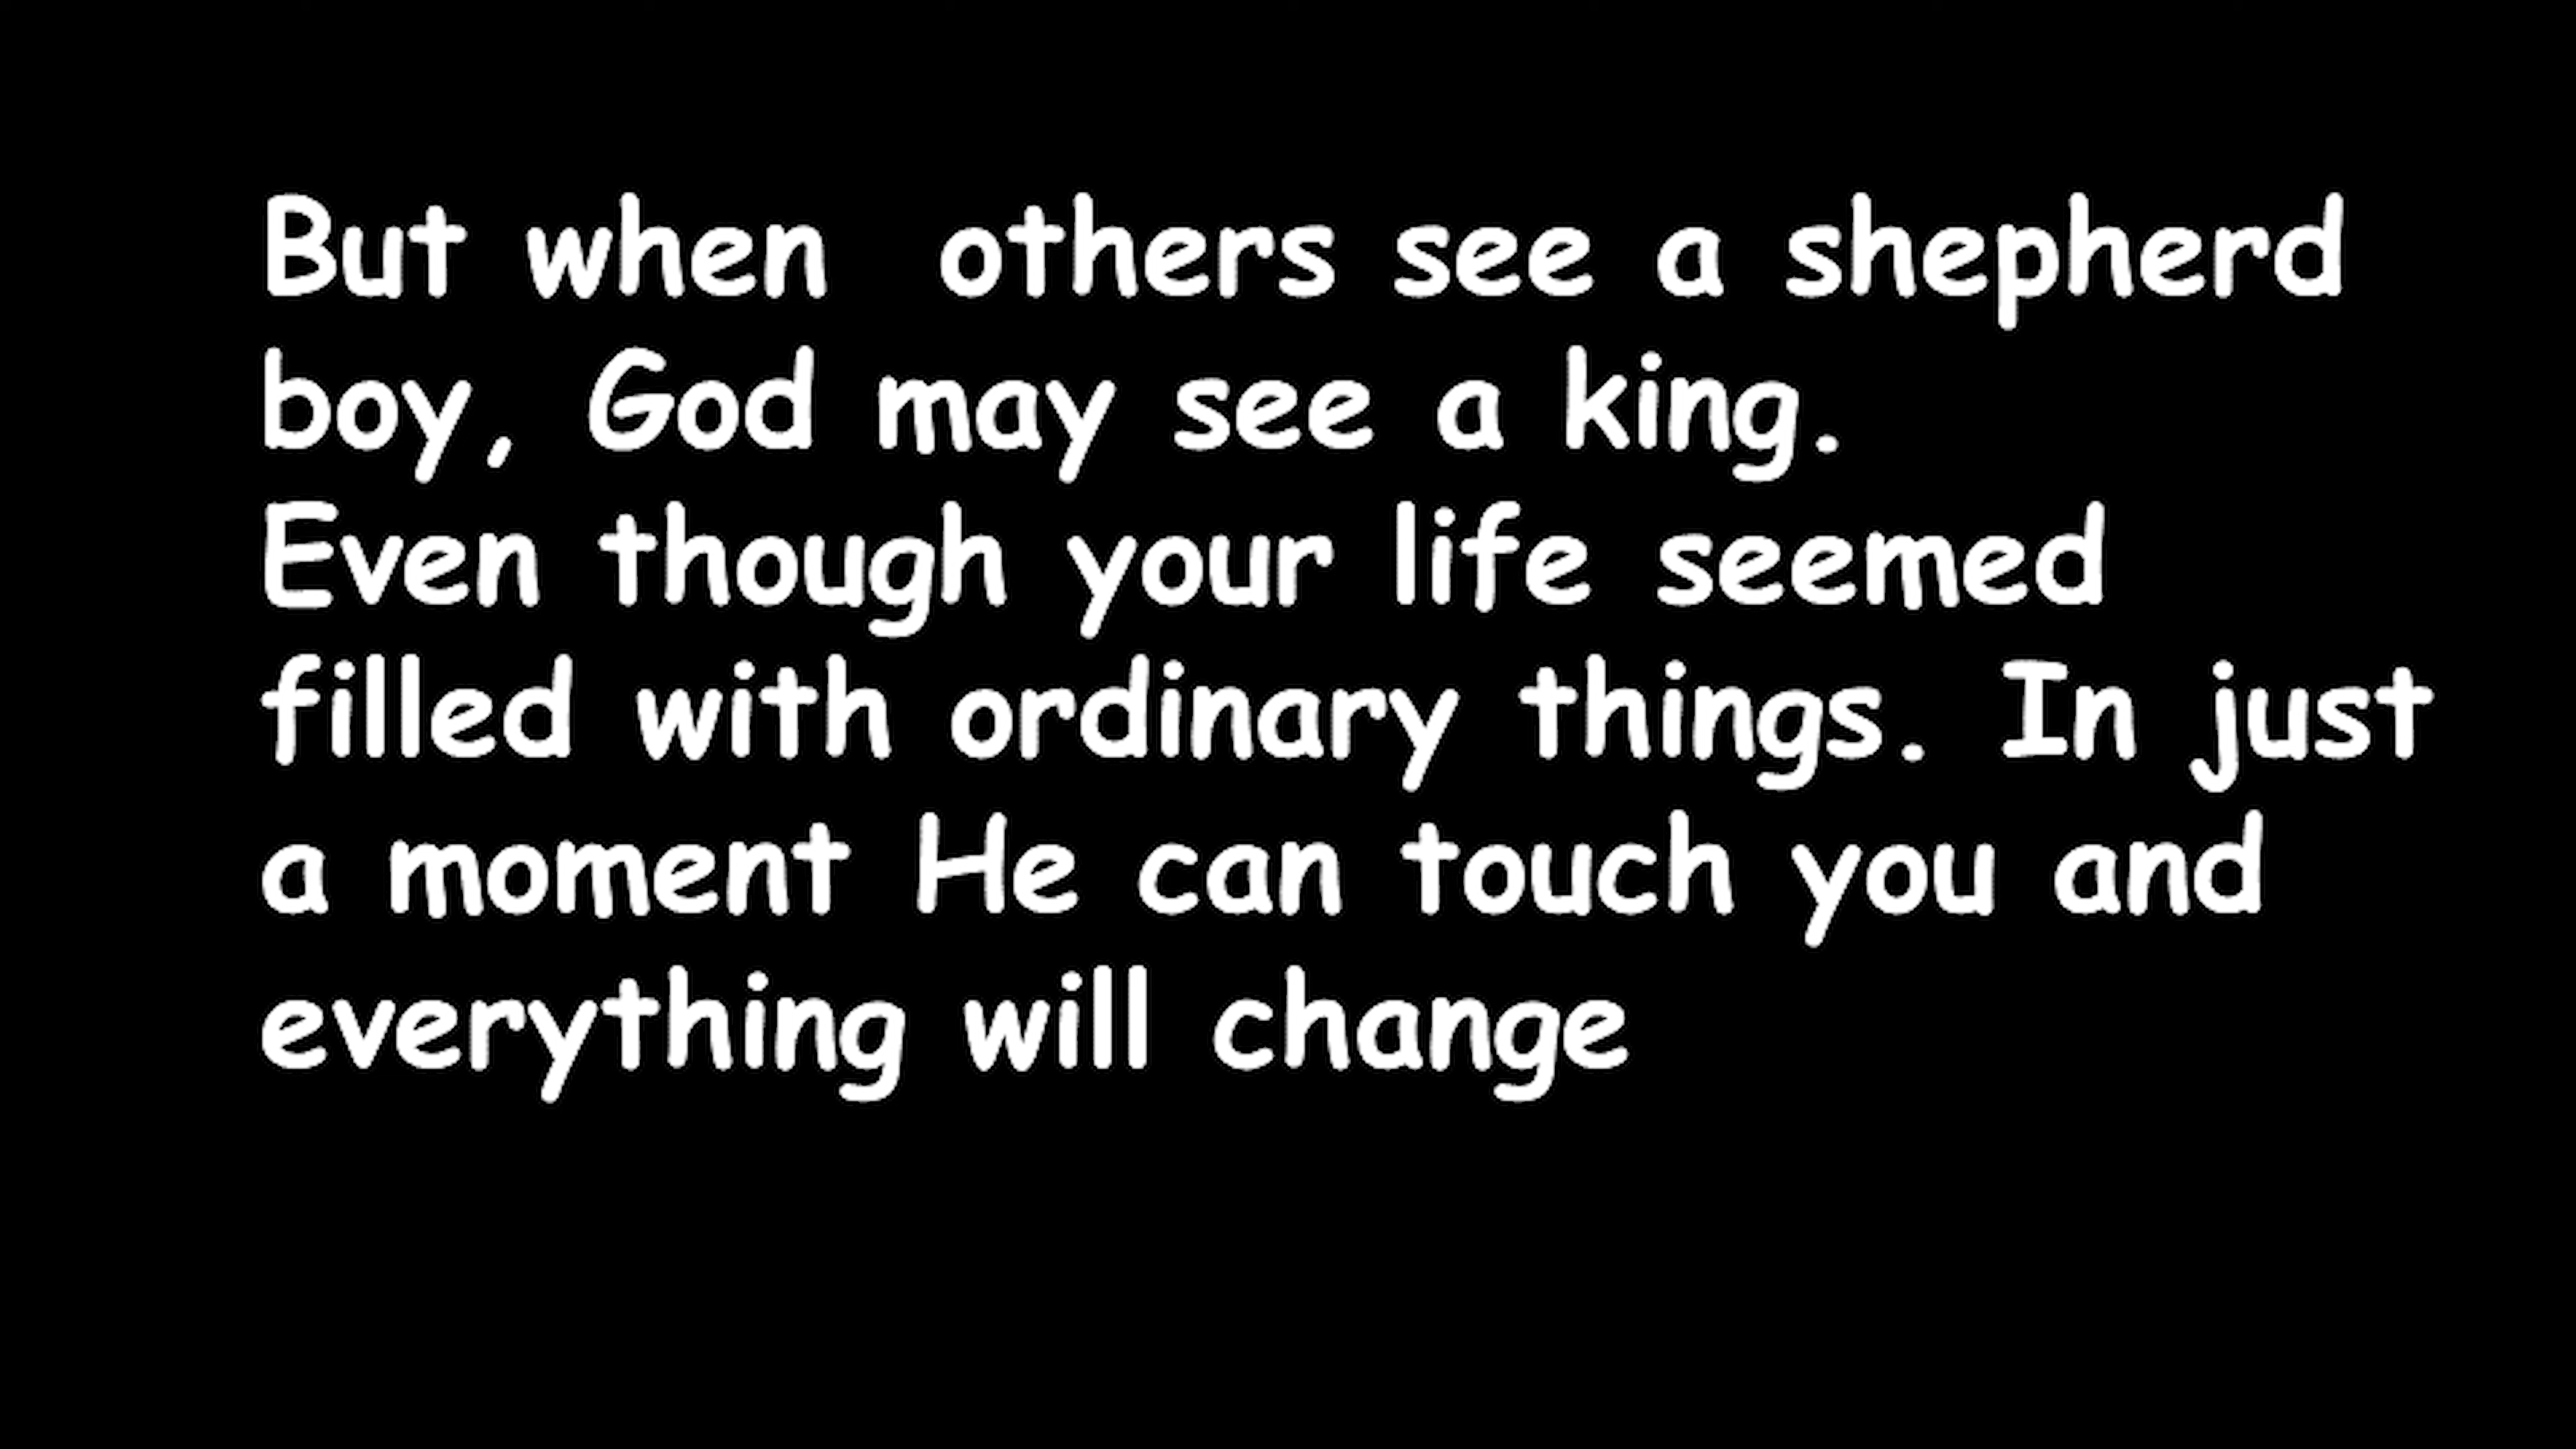 But when  others see a shepherd
boy, God may see a king.
Even though your life seemed
filled with ordinary things. In just
a moment He can touch you and
everything will change